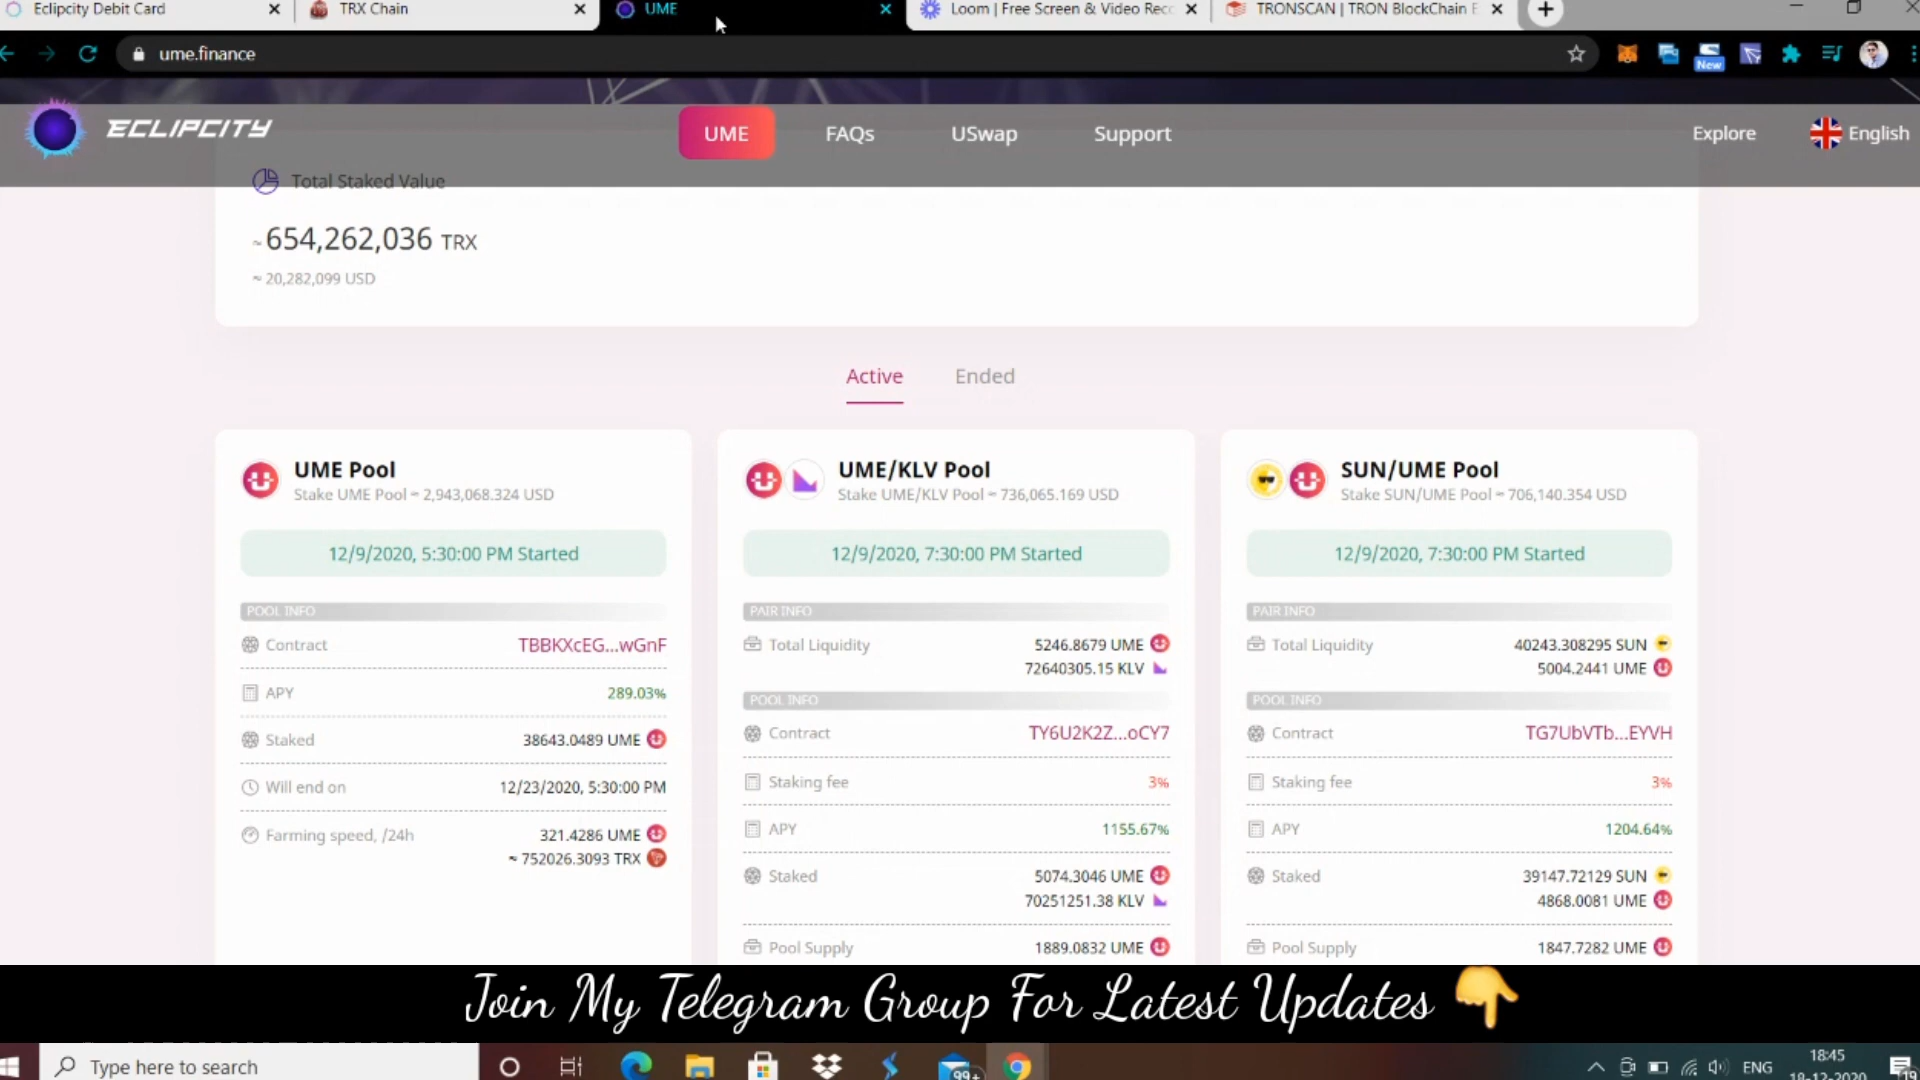 Eclipcity Debit Card
TRX Chain
UME
Loom | Free Screen & Video Rec
TRONSCAN | TRON BlockChain E
ume.finance
New
ECLIPCITY
UME
FAQs
USwap
Support
Explore
English
Total Staked Value
≈ 654,262,036 TRX
≈ 20,282,099 USD
Active
Ended
UME Pool
Stake UME Pool ≈ 2,943,068.324 USD
12/9/2020, 5:30:00 PM Started
POOL INFO
Contract TBBKXcEG...wGnF
APY 289.03%
Staked 38643.0489 UME
Will end on 12/23/2020, 5:30:00 PM
Farming speed, /24h 321.4286 UME
≈ 752026.3093 TRX
UME/KLV Pool
Stake UME/KLV Pool ≈ 736,065.169 USD
12/9/2020, 7:30:00 PM Started
PAIR INFO
Total Liquidity 5246.8679 UME
72640305.15 KLV
POOL INFO
Contract TY6U2K2Z...oCY7
Staking fee 3%
APY 1155.67%
Staked 5074.3046 UME
70251251.38 KLV
Pool Supply 1889.0832 UME
SUN/UME Pool
Stake SUN/UME Pool ≈ 706,140.354 USD
12/9/2020, 7:30:00 PM Started
PAIR INFO
Total Liquidity 40243.308295 SUN
5004.2441 UME
POOL INFO
Contract TG7UbVTb...EYVH
Staking fee 3%
APY 1204.64%
Staked 39147.72129 SUN
4868.0081 UME
Pool Supply 1847.7282 UME
Join My Telegram Group For Latest Updates 👇
Type here to search
99+
ENG
18:45
18-12-2020
19